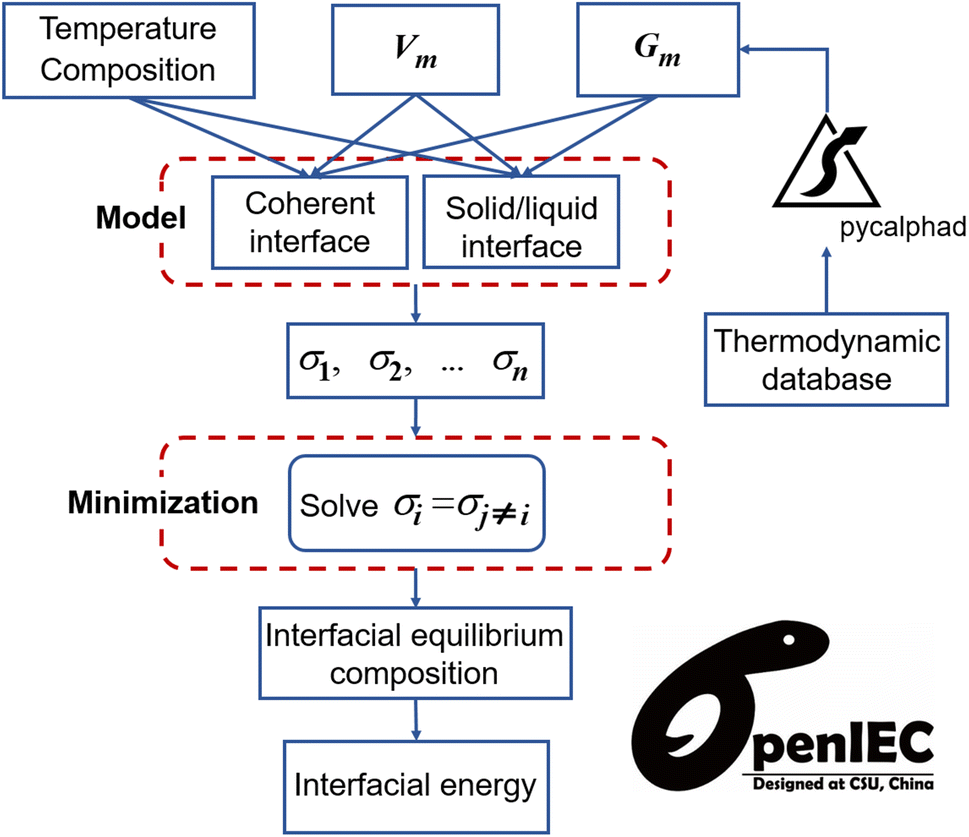 Temperature
Composition
Vm
Gm
pycalphad
Model
Coherent
interface
Solid/liquid
interface
Thermodynamic
database
σ1, σ2, ... σn
Minimization
Solve σi=σj≠i
Interfacial equilibrium
composition
Interfacial energy
OpenIEC
Designed at CSU, China